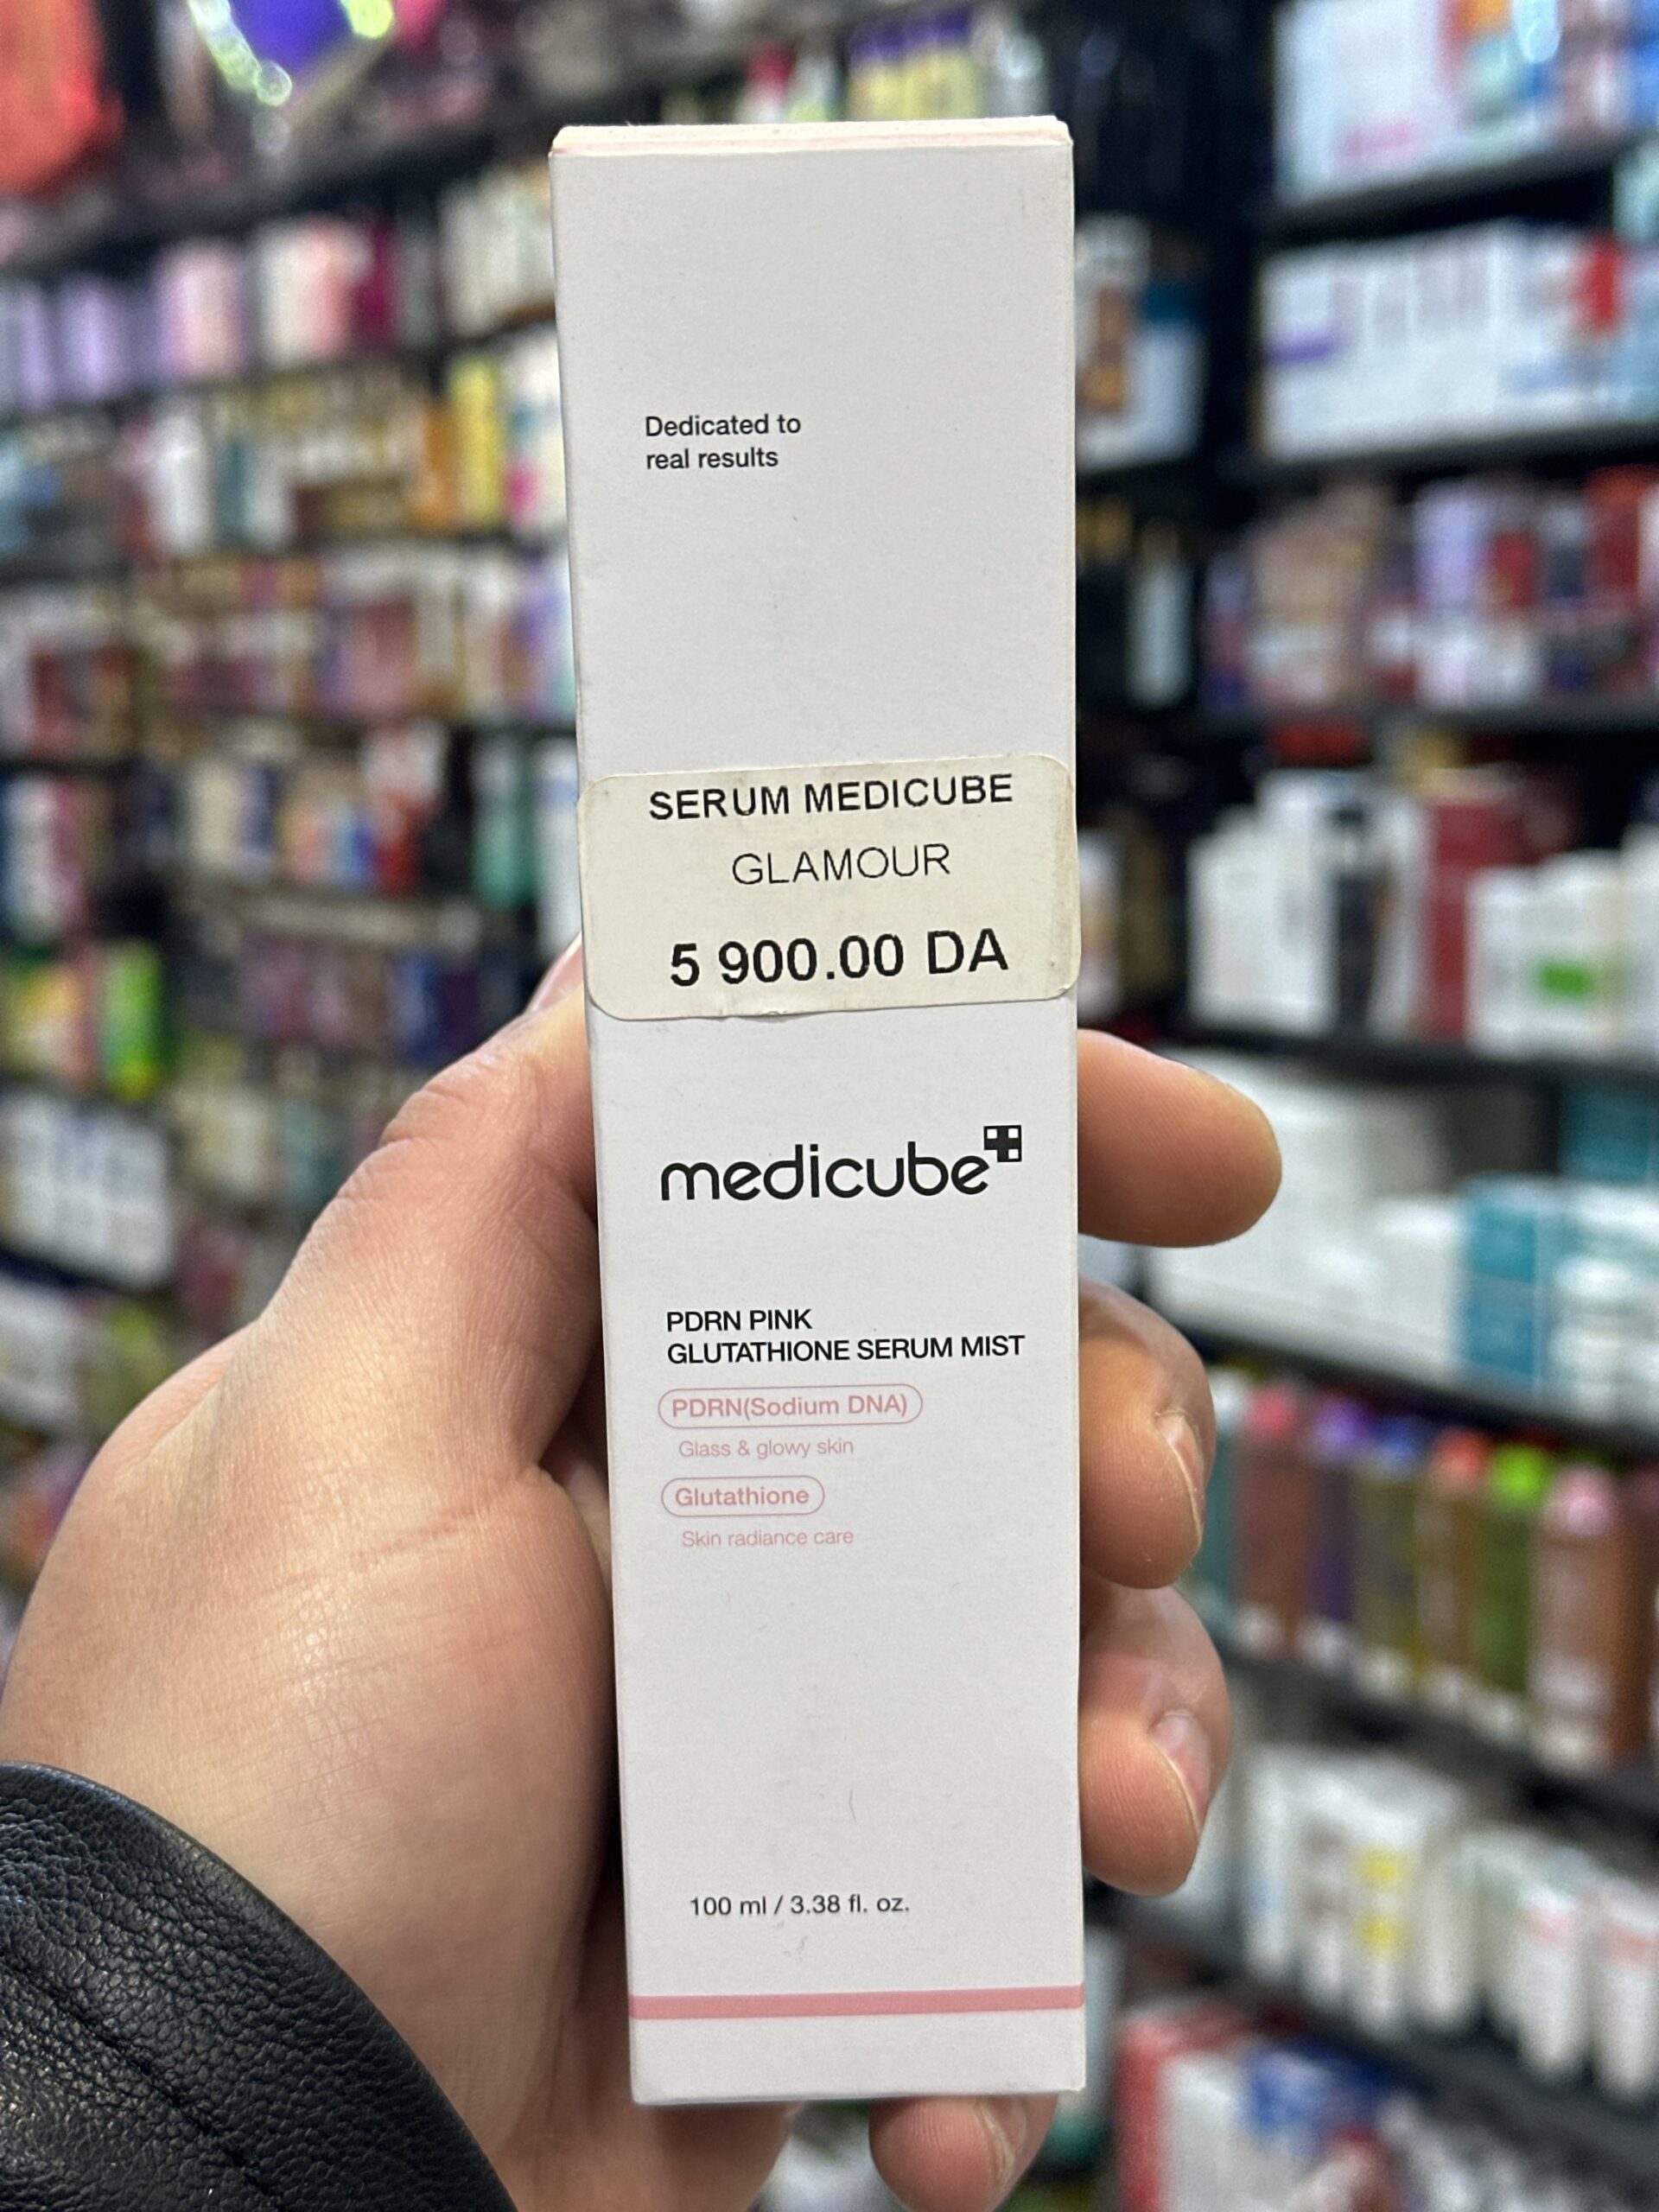 Dedicated to
real results
SERUM MEDICUBE
GLAMOUR
5 900.00 DA
medicube
PDRN PINK
GLUTATHIONE SERUM MIST
PDRN(Sodium DNA)
Glass & glowy skin
Glutathione
Skin radiance care
100 ml / 3.38 fl. oz.